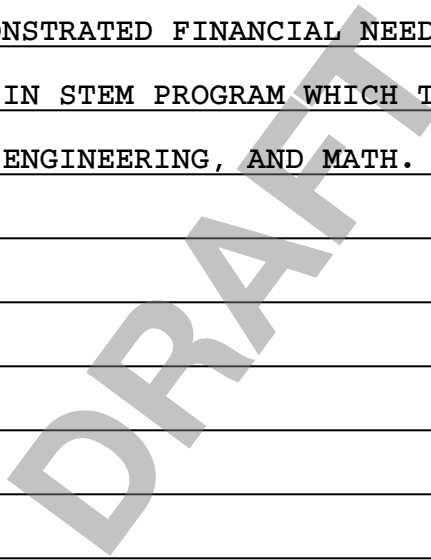 ONSTRATED FINANCIAL NEED
IN STEM PROGRAM WHICH T
ENGINEERING, AND MATH.
DRAFT